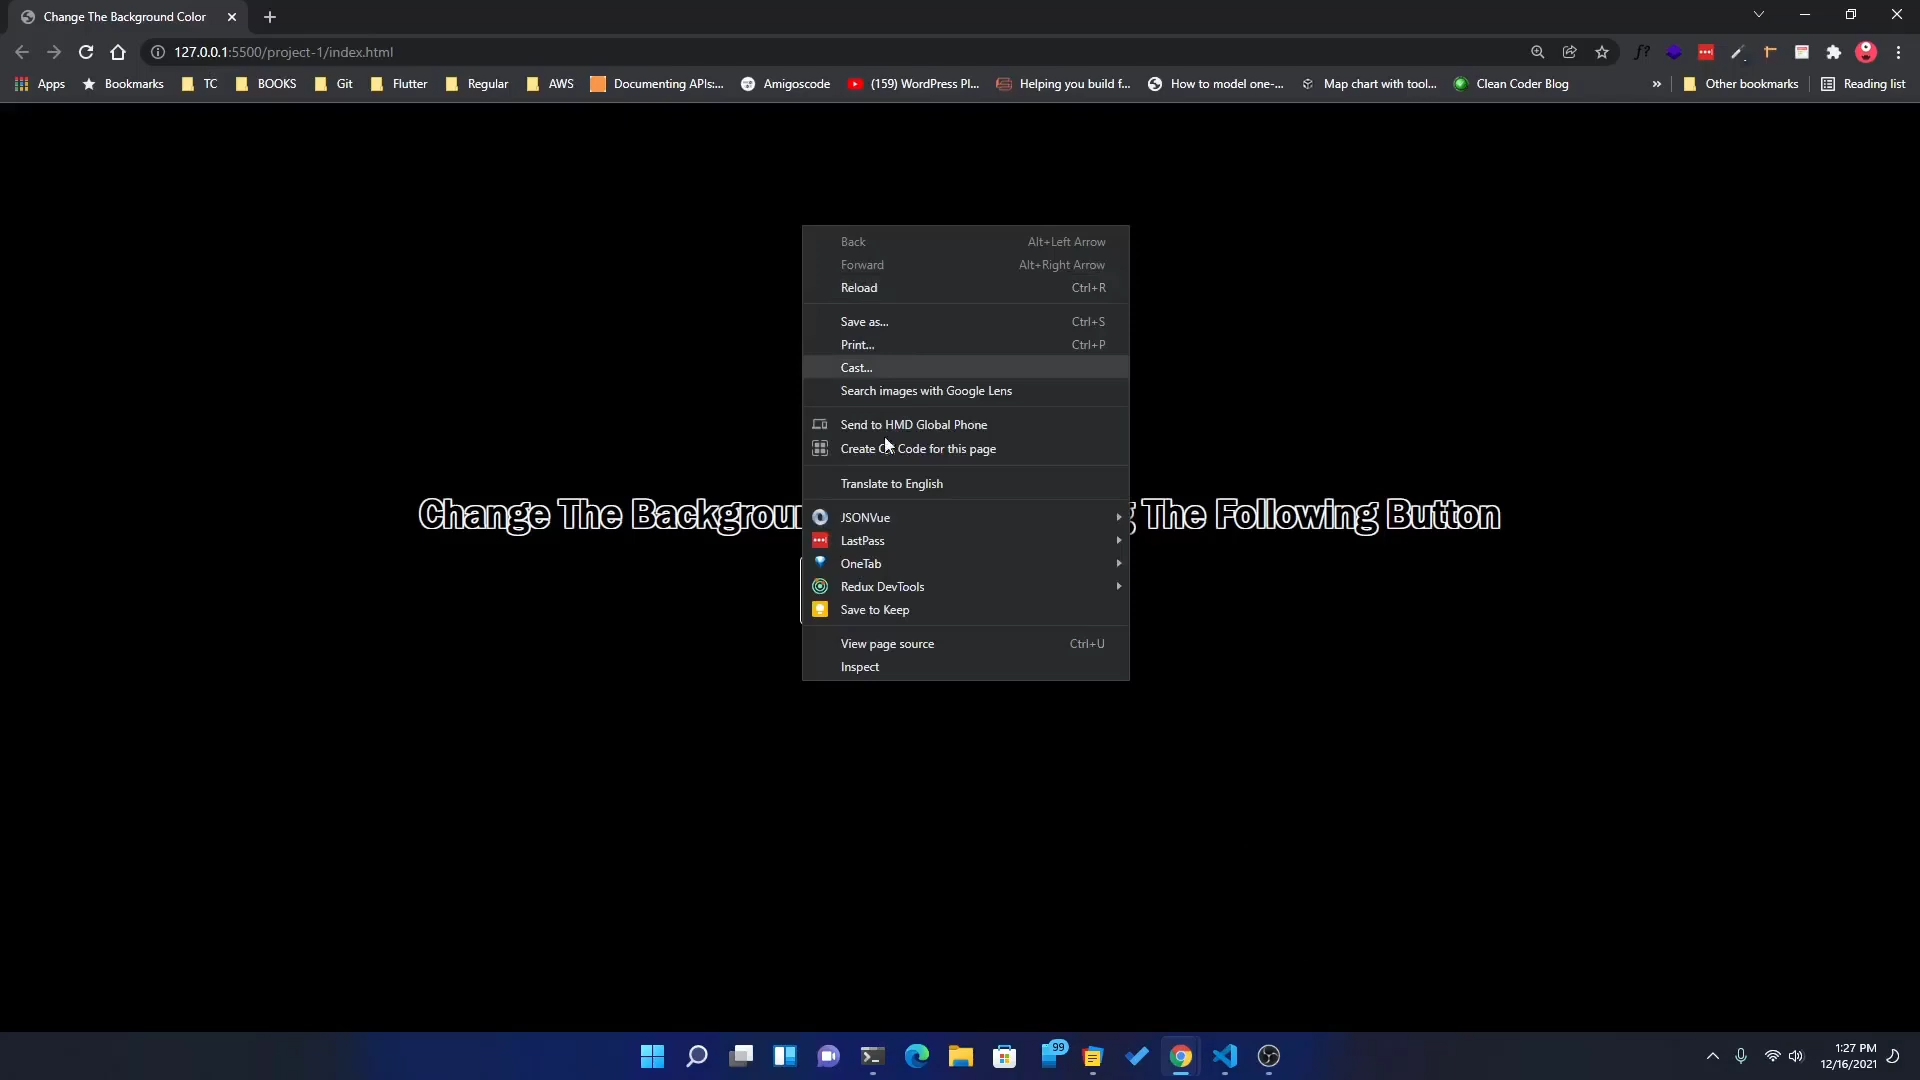 Change The Background Color
127.0.0.1:5500/project-1/index.html
Apps Bookmarks TC BOOKS Git Flutter Regular AWS Documenting APIs:... Amigoscode (159) WordPress Pl... Helping you build f... How to model one-... Map chart with tool... Clean Coder Blog » Other bookmarks Reading list
Back Alt+Left Arrow
Forward Alt+Right Arrow
Reload Ctrl+R
Save as... Ctrl+S
Print... Ctrl+P
Cast...
Search images with Google Lens
Send to HMD Global Phone
Create Code for this page
Translate to English
Change The Backgrou The Following Button
JSONVue
LastPass
OneTab
Redux DevTools
Save to Keep
View page source Ctrl+U
Inspect
99
1:27 PM
12/16/2021